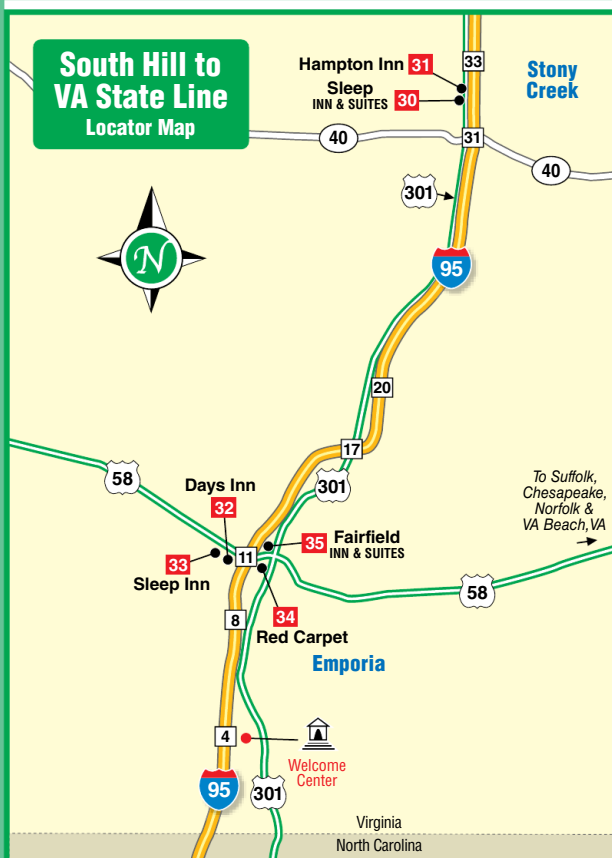 South Hill to
VA State Line
Locator Map
33
Hampton Inn 31
Sleep
INN & SUITES 30
Stony
Creek
40
31
40
301
N
95
20
17
58
301
Days Inn
32
To Suffolk,
Chesapeake,
Norfolk &
VA Beach,VA
35 Fairfield
INN & SUITES
11
33
Sleep Inn
58
34
Red Carpet
8
Emporia
4
Welcome
Center
95
301
Virginia
North Carolina